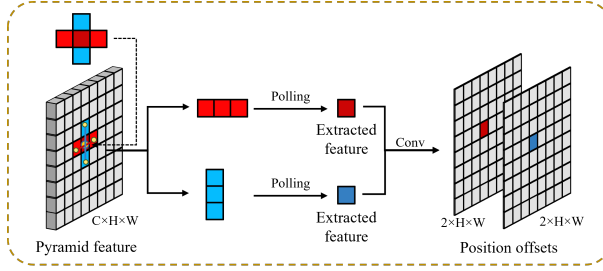 Polling
Extracted
feature
Conv
Polling
Extracted
feature
C×H×W
Pyramid feature
2×H×W
2×H×W
Position offsets